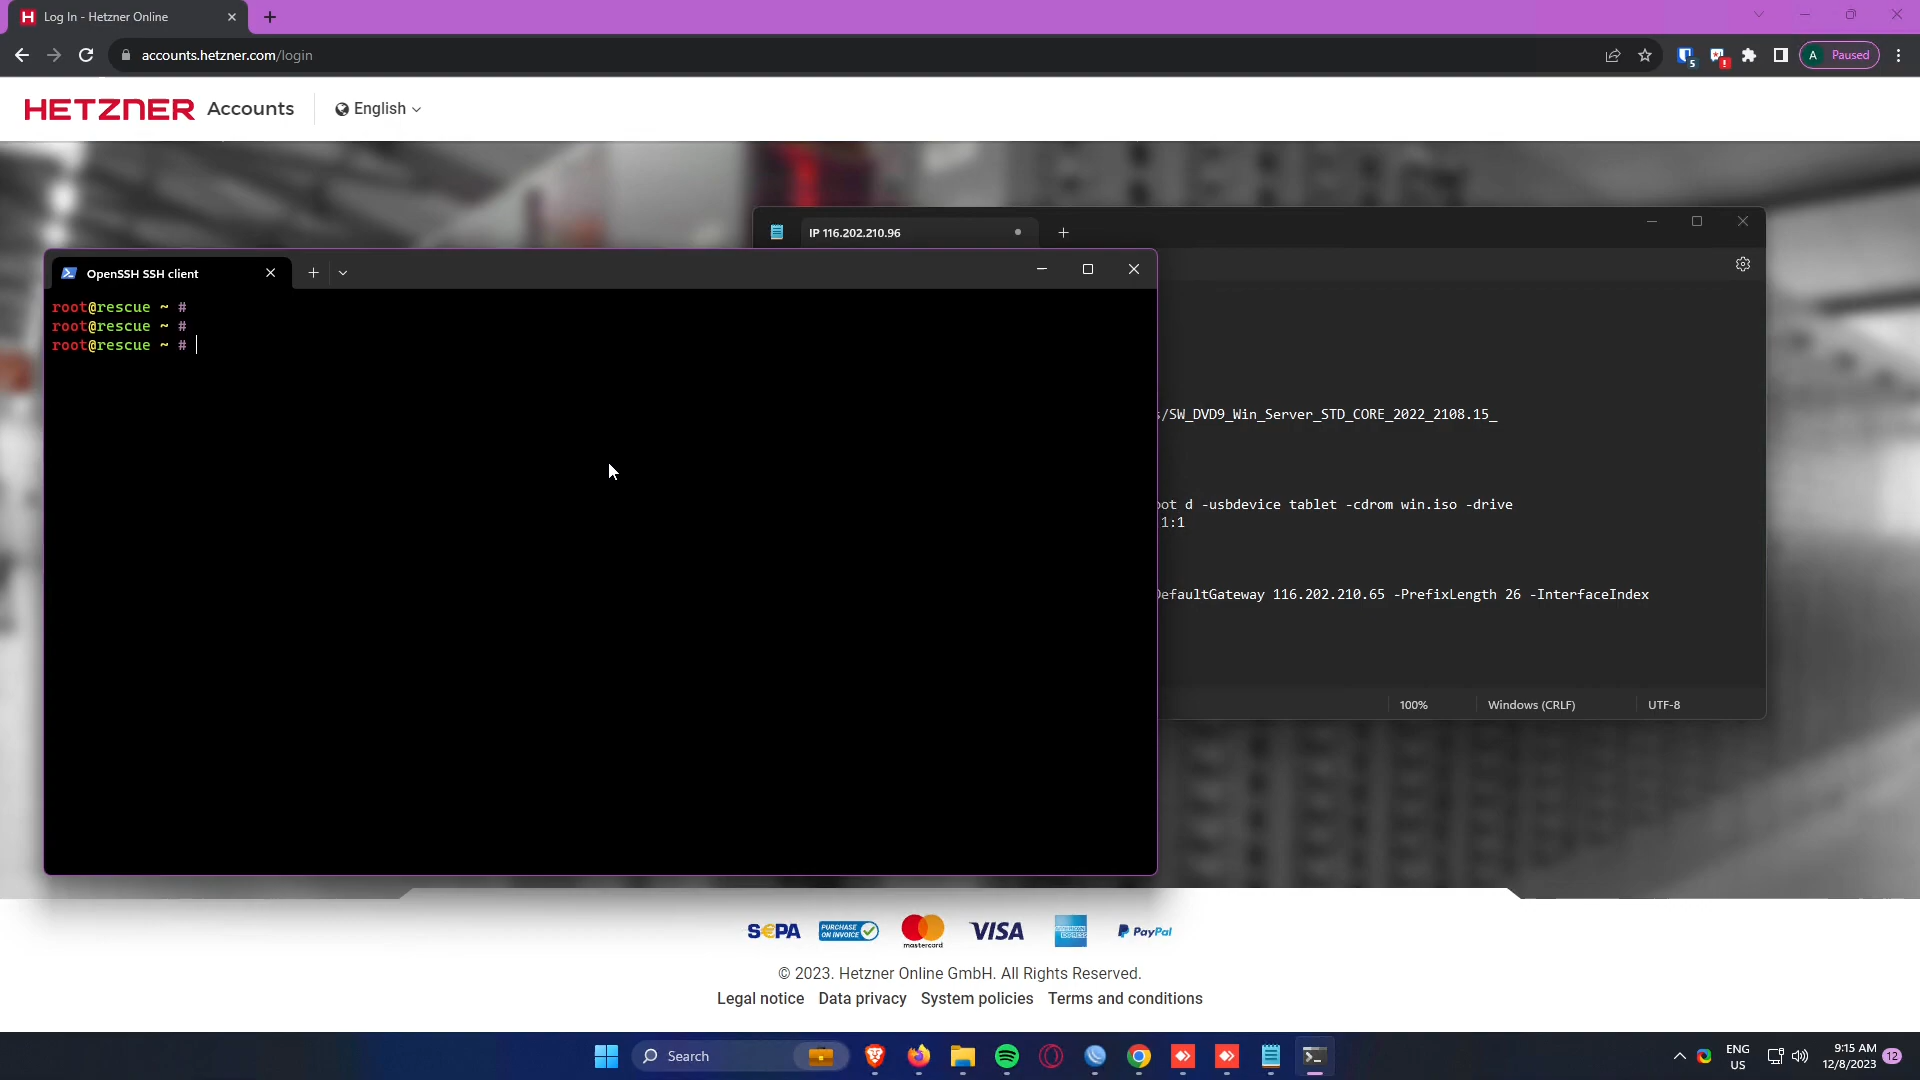 Log In - Hetzner Online
accounts.hetzner.com/login
5
A Paused
HETZNER Accounts English
IP 116.202.210.96
OpenSSH SSH client
root@rescue ~ #
root@rescue ~ #
root@rescue ~ #
/SW_DVD9_Win_Server_STD_CORE_2022_2108.15_
oot d -usbdevice tablet -cdrom win.iso -drive
1:1
DefaultGateway 116.202.210.65 -PrefixLength 26 -InterfaceIndex
100% Windows (CRLF) UTF-8
SEPA PURCHASE ON INVOICE mastercard VISA PayPal
© 2023. Hetzner Online GmbH. All Rights Reserved.
Legal notice Data privacy System policies Terms and conditions
Search
ENG
US
9:15 AM
12/8/2023
12